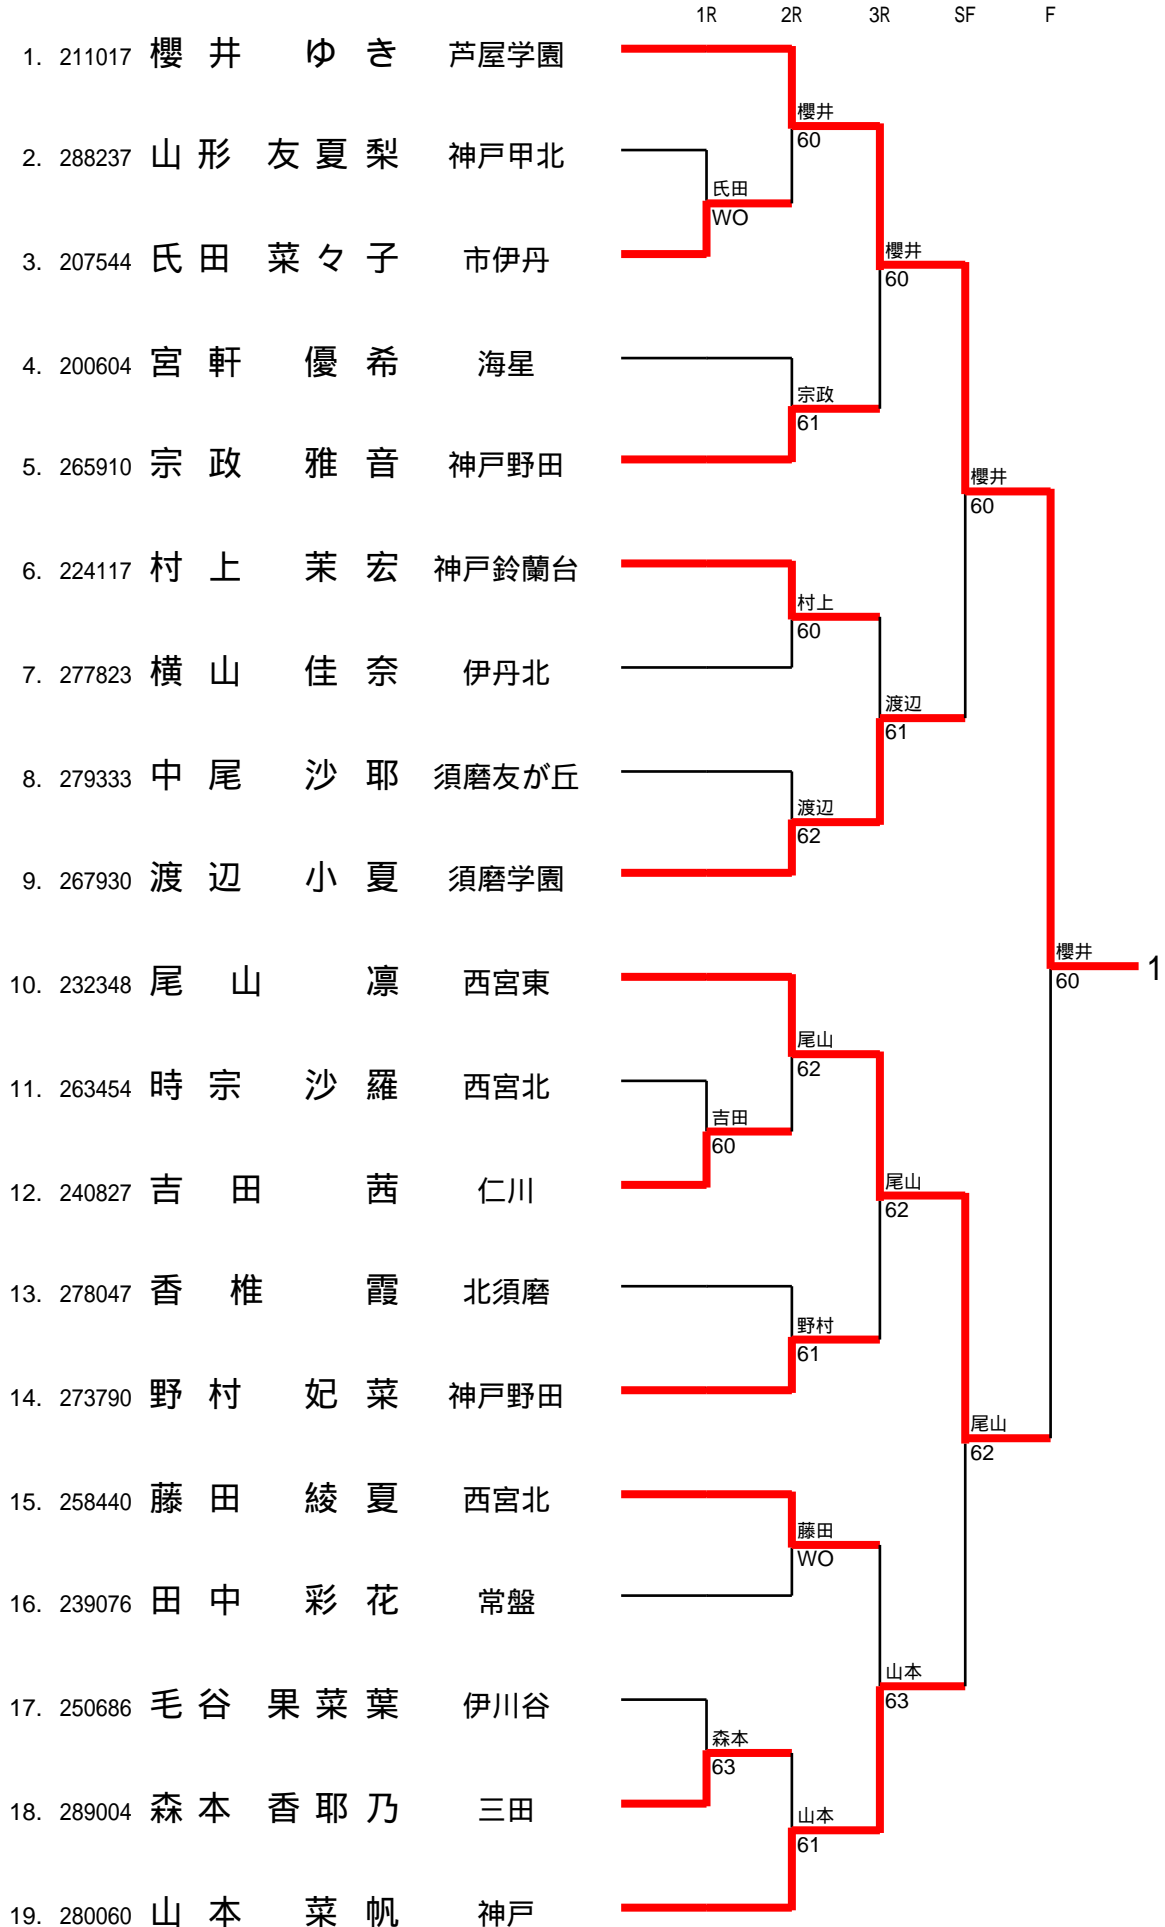 1R 2R 3R SF F
1. 211017 櫻井 ゆき 芦屋学園
櫻井
60
2. 288237 山形 友夏梨 神戸甲北
氏田
WO
3. 207544 氏田 菜々子 市伊丹
櫻井
60
4. 200604 宮軒 優希 海星
宗政
61
5. 265910 宗政 雅音 神戸野田
櫻井
60
6. 224117 村上 茉宏 神戸鈴蘭台
村上
60
7. 277823 横山 佳奈 伊丹北
渡辺
61
8. 279333 中尾 沙耶 須磨友が丘
渡辺
62
9. 267930 渡辺 小夏 須磨学園
櫻井 1
60
10. 232348 尾山 凛 西宮東
尾山
62
11. 263454 時宗 沙羅 西宮北
吉田
60
12. 240827 吉田 茜 仁川
尾山
62
13. 278047 香椎 霞 北須磨
野村
61
14. 273790 野村 妃菜 神戸野田
尾山
62
15. 258440 藤田 綾夏 西宮北
藤田
WO
16. 239076 田中 彩花 常盤
山本
63
17. 250686 毛谷 果菜葉 伊川谷
森本
63
18. 289004 森本 香耶乃 三田
山本
61
19. 280060 山本 菜帆 神戸